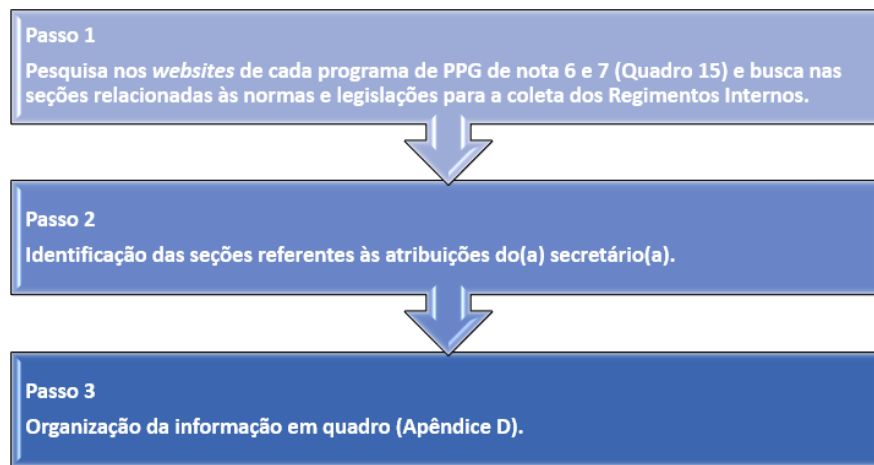 Passo 1
Pesquisa nos websites de cada programa de PPG de nota 6 e 7 (Quadro 15) e busca nas
seções relacionadas às normas e legislações para a coleta dos Regimentos Internos.
Passo 2
Identificação das seções referentes às atribuições do(a) secretário(a).
Passo 3
Organização da informação em quadro (Apêndice D).